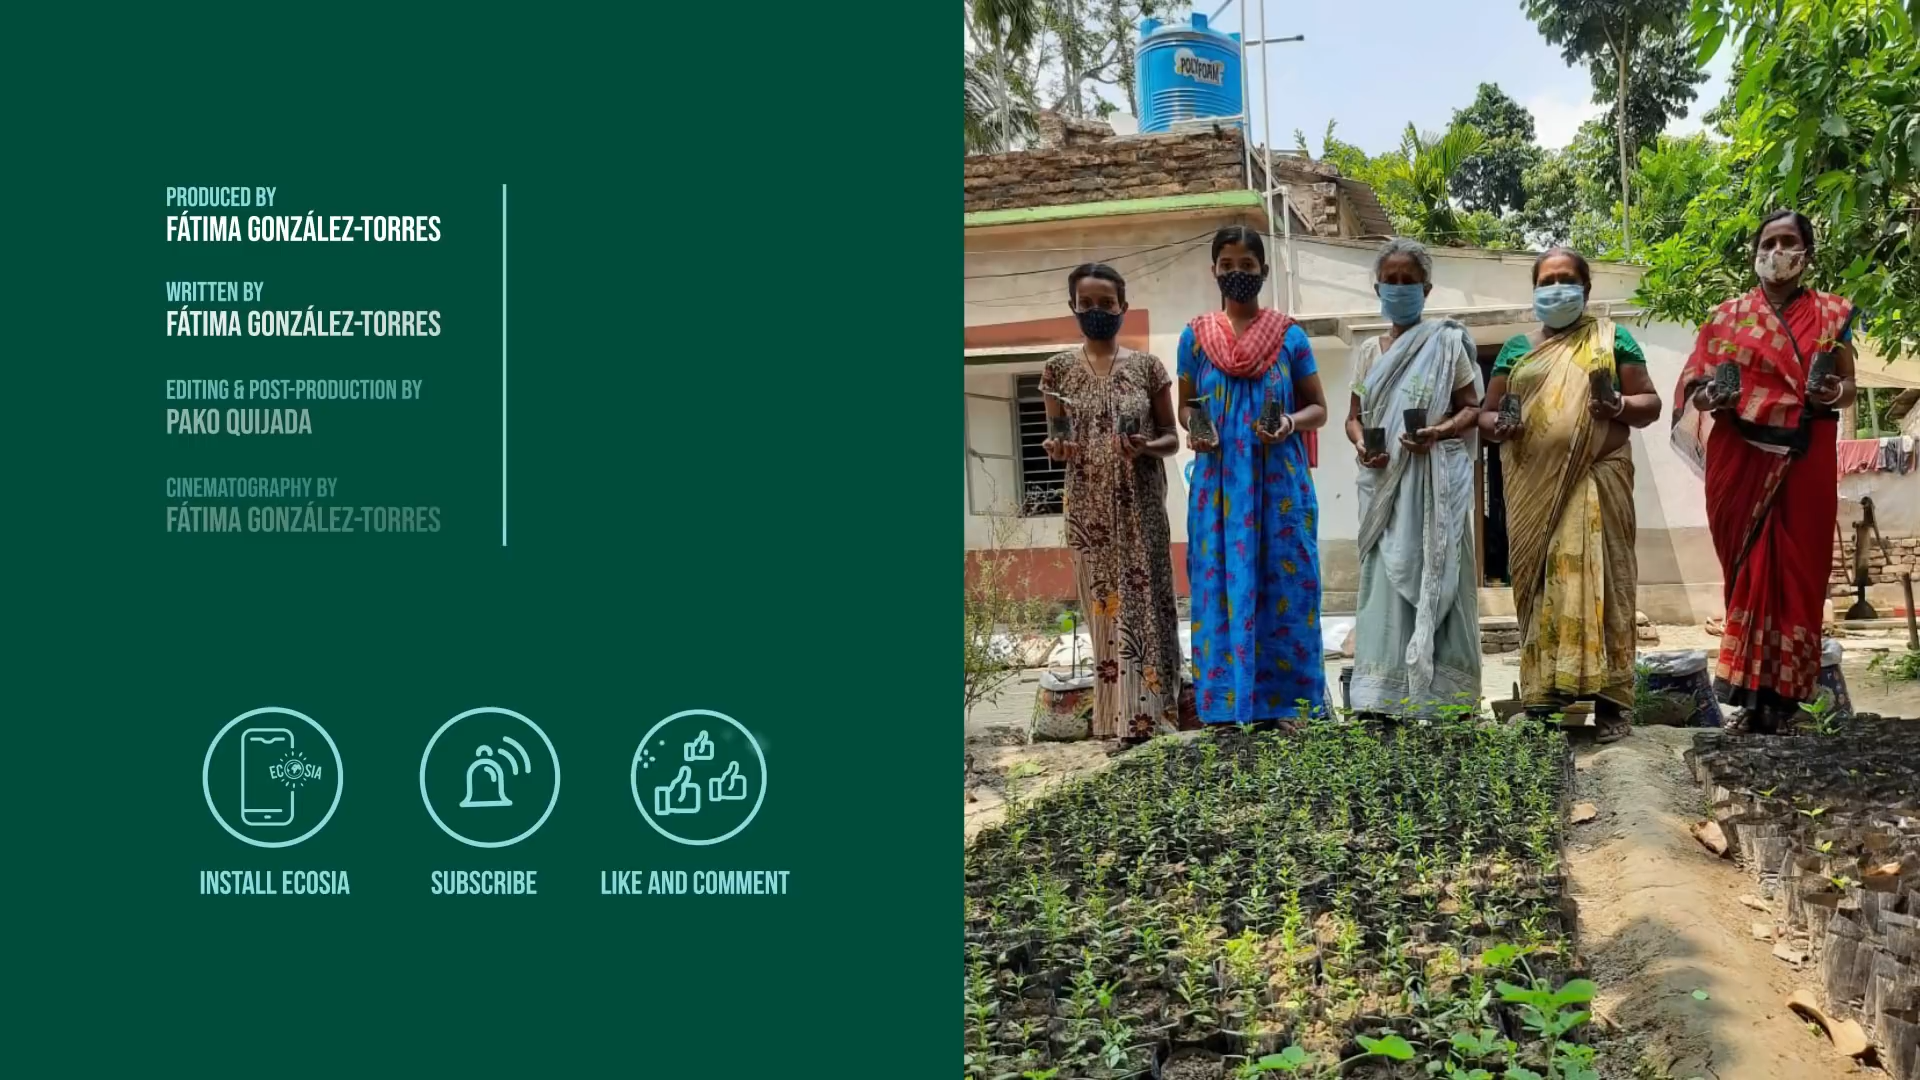 PRODUCED BY
FÁTIMA GONZÁLEZ-TORRES
WRITTEN BY
FÁTIMA GONZÁLEZ-TORRES
EDITING & POST-PRODUCTION BY
PAKO QUIJADA
CINEMATOGRAPHY BY
FÁTIMA GONZÁLEZ-TORRES
ECOSIA
INSTALL ECOSIA
SUBSCRIBE
LIKE AND COMMENT
POLYFOAM